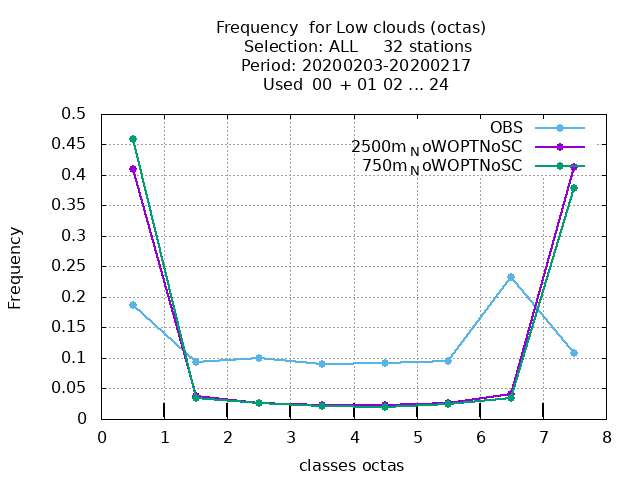 Frequency  for Low clouds (octas)
Selection: ALL     32 stations
Period: 20200203-20200217
Used  00 + 01 02 ... 24
OBS
2500m_NoWOPTNoSC
750m_NoWOPTNoSC
0.5
0.45
0.4
0.35
0.3
0.25
0.2
0.15
0.1
0.05
0
Frequency
0 1 2 3 4 5 6 7 8
classes octas